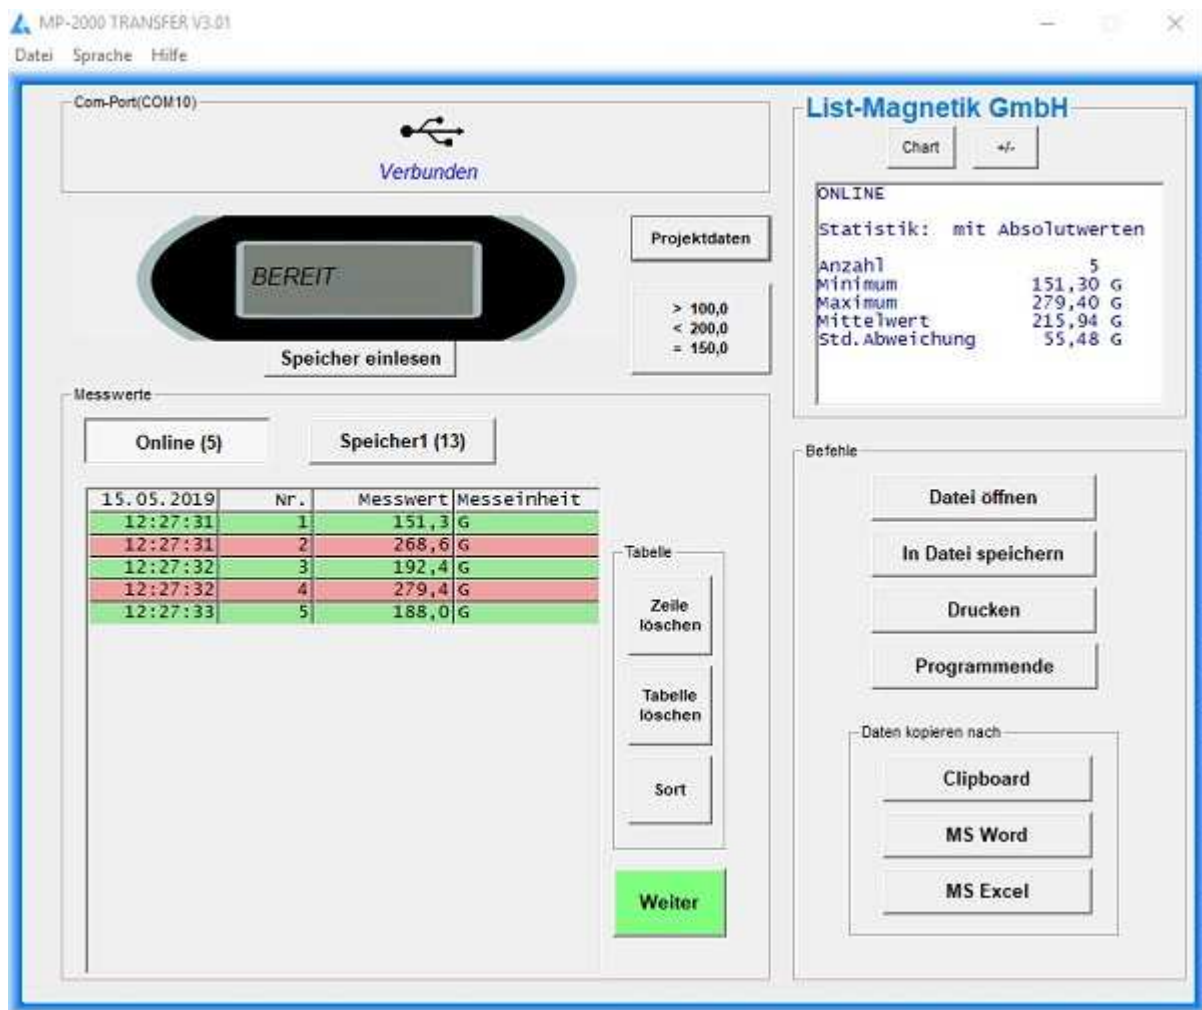 MP-2000 TRANSFER V3.01
Datei Sprache Hilfe
Com-Port(COM10)
Verbunden
BEREIT
Speicher einlesen
Projektdaten
> 100,0
< 200,0
= 150,0
List-Magnetik GmbH
Chart +/-
ONLINE
Statistik: mit Absolutwerten
Anzahl 5
Minimum 151,30 G
Maximum 279,40 G
Mittelwert 215,94 G
Std.Abweichung 55,48 G
Messwerte
Online (5) Speicher1 (13)
15.05.2019 Nr. Messwert Messeinheit
12:27:31 1 151,3 G
12:27:31 2 268,6 G
12:27:32 3 192,4 G
12:27:32 4 279,4 G
12:27:33 5 188,0 G
Tabelle
Zeile
löschen
Tabelle
löschen
Sort
Weiter
Befehle
Datei öffnen
In Datei speichern
Drucken
Programmende
Daten kopieren nach
Clipboard
MS Word
MS Excel